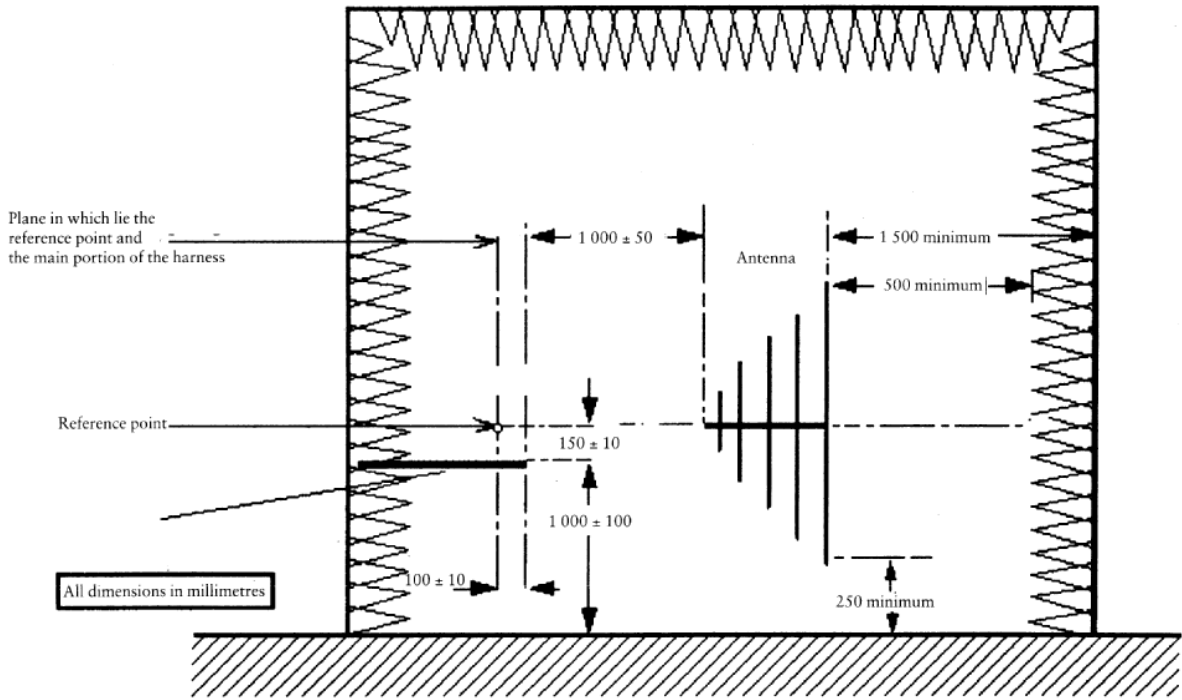 Plane in which lie the
reference point and
the main portion of the harness
1 000 ± 50
1 500 minimum
Antenna
500 minimum
Reference point
150 ± 10
1 000 ± 100
100 ± 10
All dimensions in millimetres
250 minimum